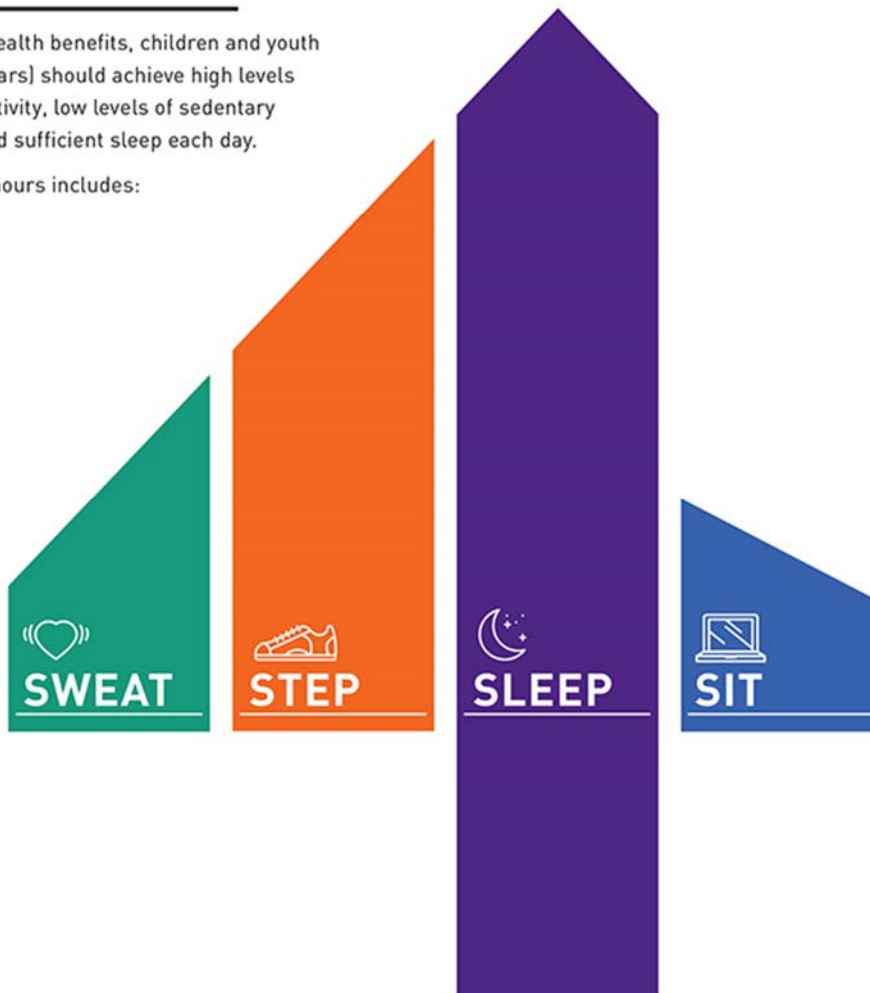 ealth benefits, children and youth
ars) should achieve high levels
tivity, low levels of sedentary
d sufficient sleep each day.
ours includes:
SWEAT
STEP
SLEEP
SIT